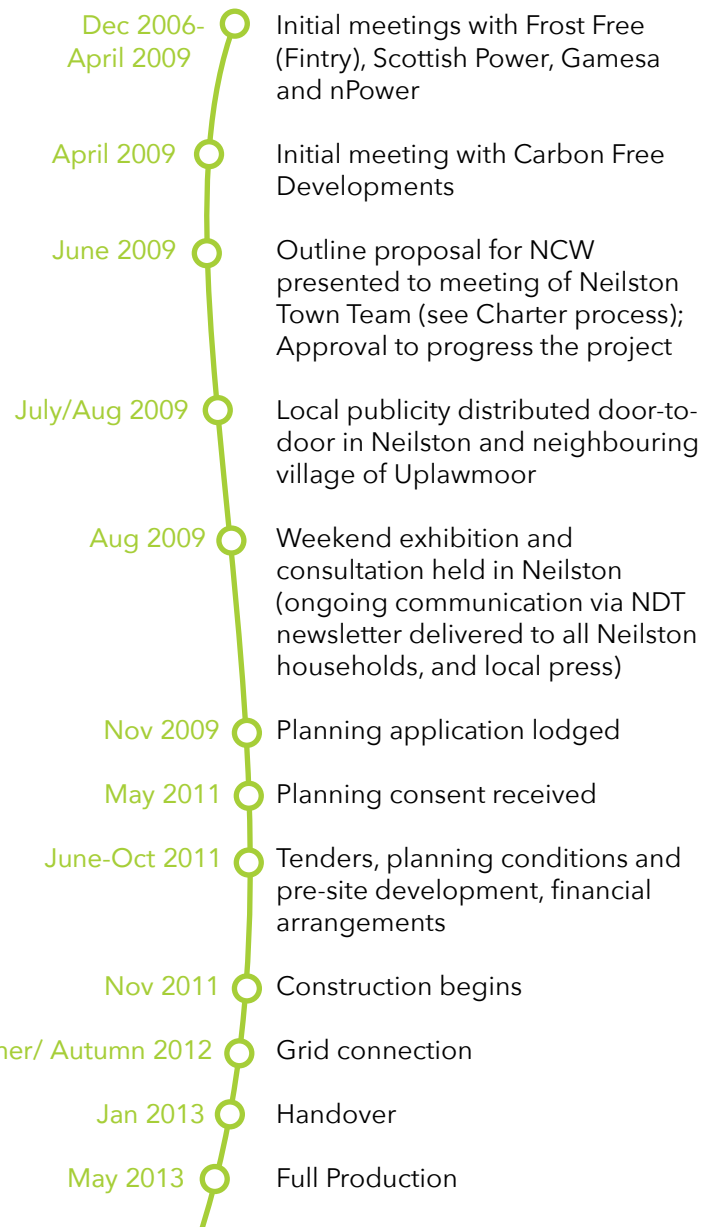 Dec 2006-
April 2009
Initial meetings with Frost Free
(Fintry), Scottish Power, Gamesa
and nPower
April 2009
Initial meeting with Carbon Free
Developments
June 2009
Outline proposal for NCW
presented to meeting of Neilston
Town Team (see Charter process);
Approval to progress the project
July/Aug 2009
Local publicity distributed door-to-
door in Neilston and neighbouring
village of Uplawmoor
Aug 2009
Weekend exhibition and
consultation held in Neilston
(ongoing communication via NDT
newsletter delivered to all Neilston
households, and local press)
Nov 2009
Planning application lodged
May 2011
Planning consent received
June-Oct 2011
Tenders, planning conditions and
pre-site development, financial
arrangements
Nov 2011
Construction begins
Autumn 2012
Grid connection
Jan 2013
Handover
May 2013
Full Production